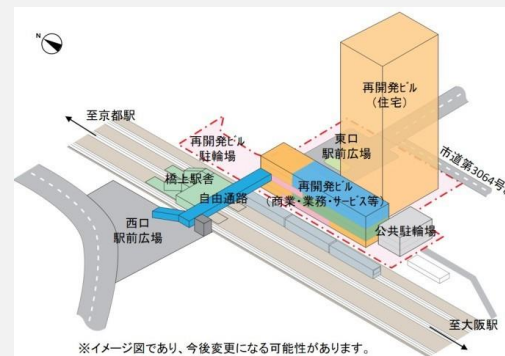 N
再開発ビル
（住宅）
至京都駅
再開発ビル
駐輪場
東口
駅前広場
市道第3064号
橋上駅舎
自由通路
再開発ビル
（商業・業務・サービス等）
西口
駅前広場
公共駐輪場
至大阪駅
※イメージ図であり、今後変更になる可能性があります。